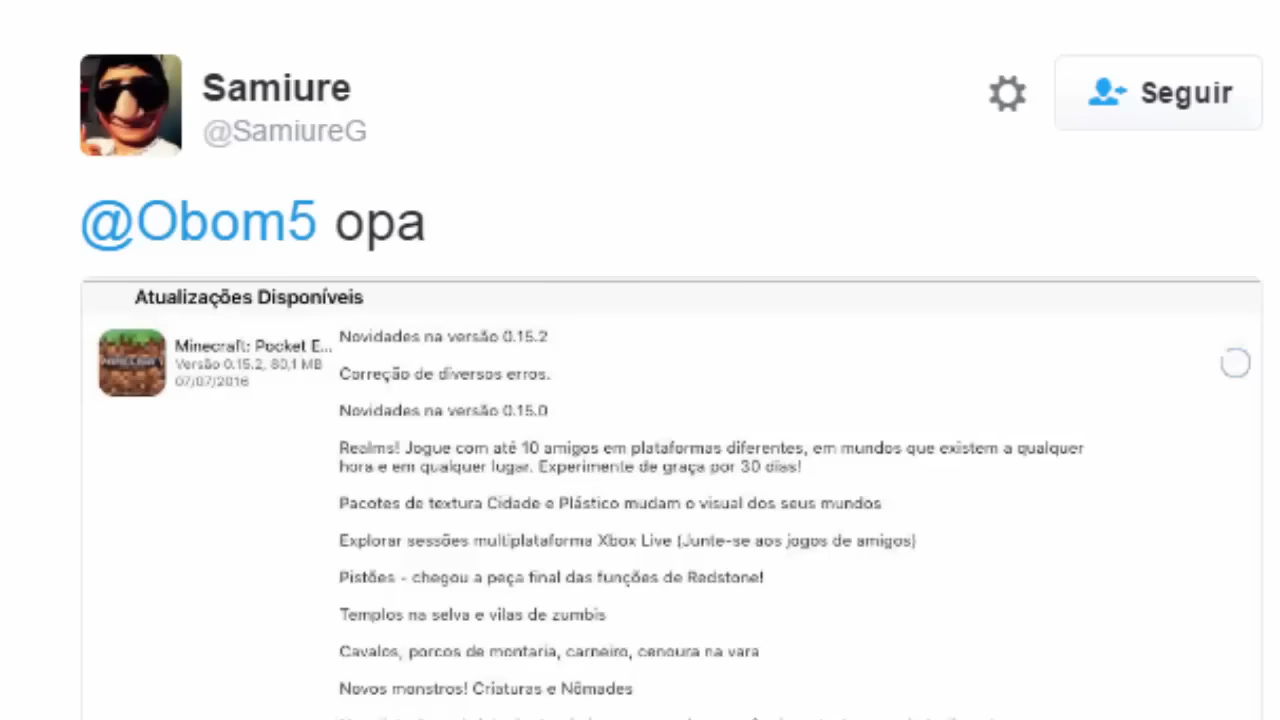 Samiure
@SamiureG
Seguir
@Obom5 opa
Atualizações Disponíveis
Minecraft: Pocket E...
Versão 0.15.2, 80,1 MB
07/07/2016
Novidades na versão 0.15.2
Correção de diversos erros.
Novidades na versão 0.15.0
Realms! Jogue com até 10 amigos em plataformas diferentes, em mundos que existem a qualquer
hora e em qualquer lugar. Experimente de graça por 30 dias!
Pacotes de textura Cidade e Plástico mudam o visual dos seus mundos
Explorar sessões multiplataforma Xbox Live (Junte-se aos jogos de amigos)
Pistões - chegou a peça final das funções de Redstone!
Templos na selva e vilas de zumbis
Cavalos, porcos de montaria, carneiro, cenoura na vara
Novos monstros! Criaturas e Nômades